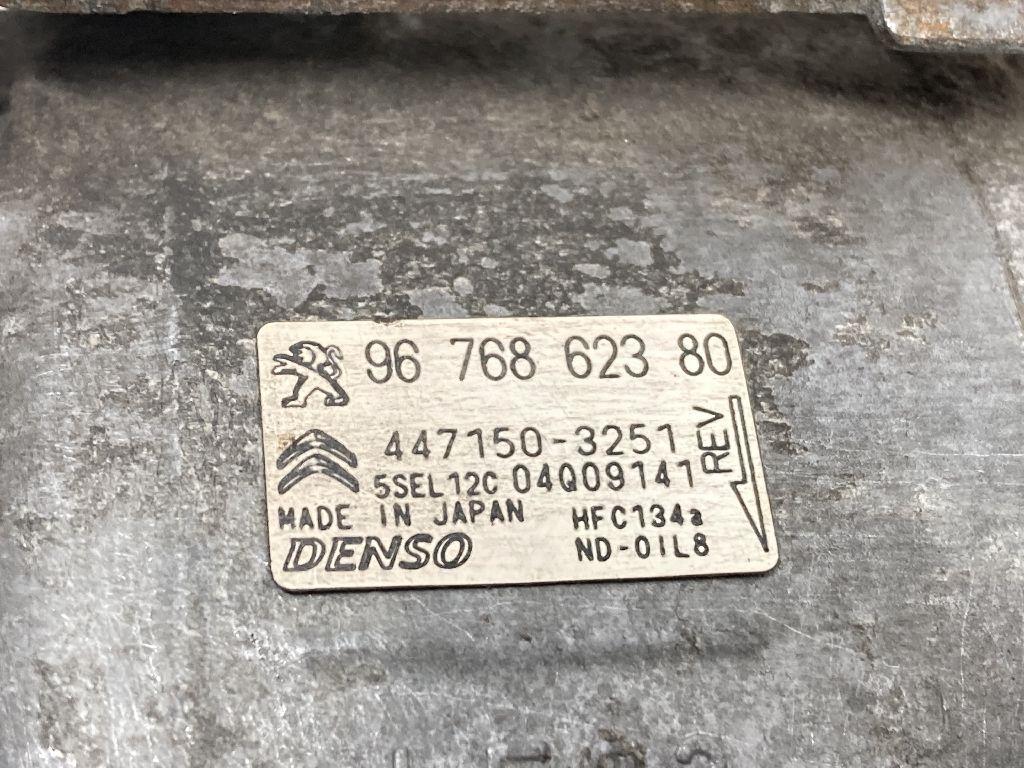 96 768 623 80
447150-3251
5SEL12C 04Q09141
REV
MADE IN JAPAN HFC134a
DENSO ND-OIL8